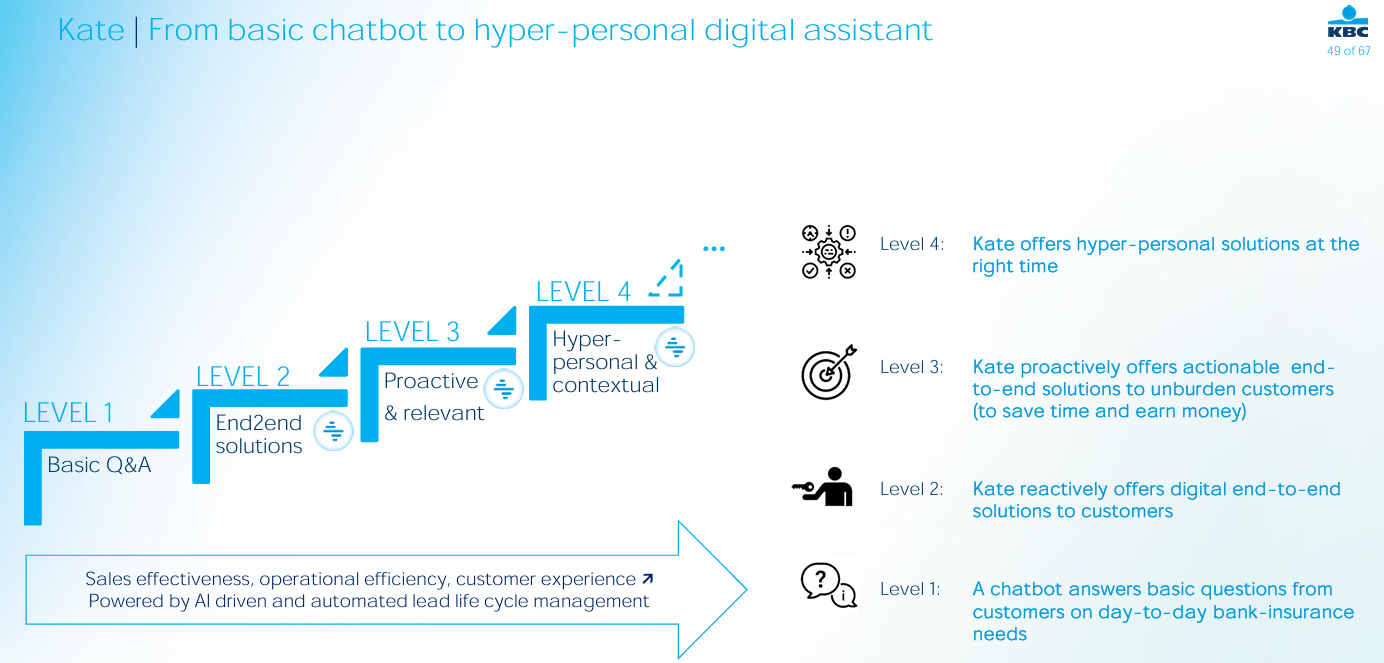 Kate | From basic chatbot to hyper-personal digital assistant
KBC
49 of 67
LEVEL 1
Basic Q&A
LEVEL 2
End2end
solutions
LEVEL 3
Proactive
& relevant
LEVEL 4
Hyper-
personal &
contextual
...
Sales effectiveness, operational efficiency, customer experience ↗
Powered by AI driven and automated lead life cycle management
Level 4: Kate offers hyper-personal solutions at the
right time
Level 3: Kate proactively offers actionable end-
to-end solutions to unburden customers
(to save time and earn money)
Level 2: Kate reactively offers digital end-to-end
solutions to customers
?
i
Level 1: A chatbot answers basic questions from
customers on day-to-day bank-insurance
needs